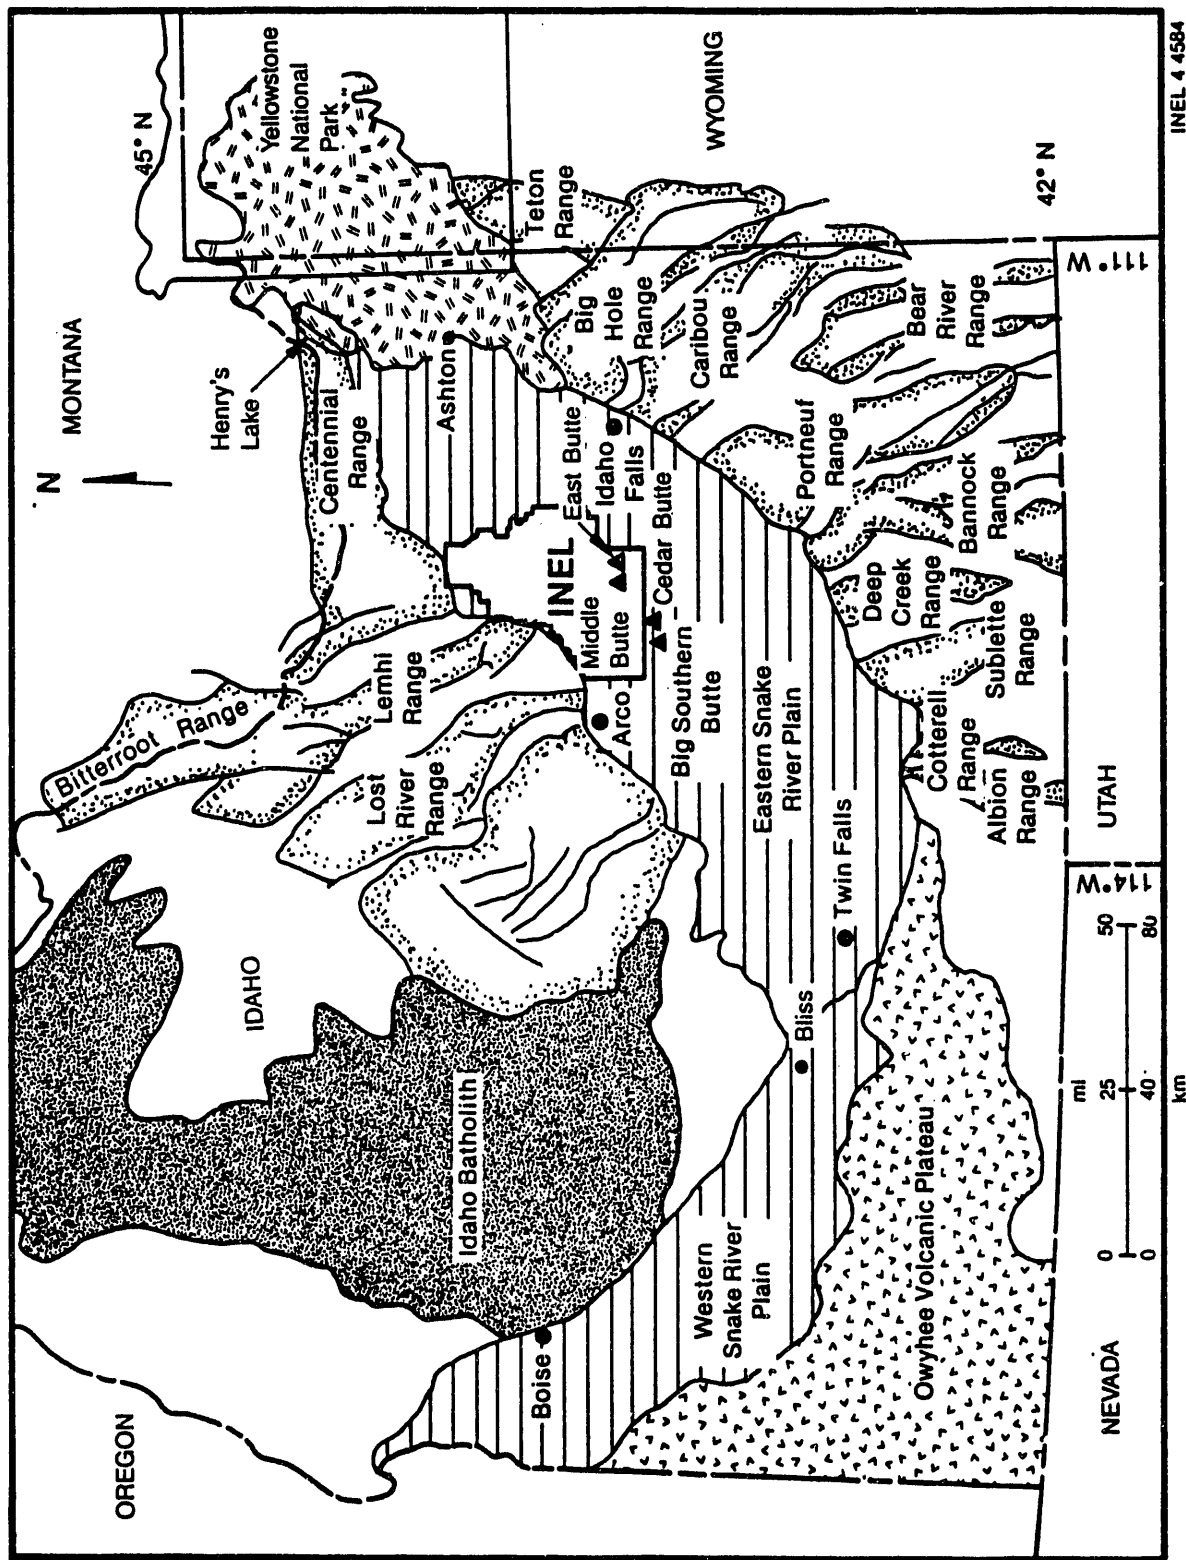 OREGON
MONTANA
N
IDAHO
WYOMING
NEVADA
UTAH
45° N
42° N
111° W
114° W
Yellowstone
National
Park
Henry's
Lake
Centennial
Range
Ashton
Teton
Range
Big
Hole
Range
Caribou
Range
Bear
River
Range
Bitterroot Range
Lemhi
Range
Lost
River
Range
INEL
East Butte
Idaho
Falls
Middle
Butte
Cedar Butte
Arco
Big Southern
Butte
Portneuf
Range
Bannock
Range
Deep
Creek
Range
Sublette
Range
Cotterell
Range
Albion
Range
Eastern Snake
River Plain
Idaho Batholith
Twin Falls
Bliss
Boise
Western
Snake River
Plain
Owyhee Volcanic Plateau
mi
0 25 50
0 40 80
km
INEL 4 4584